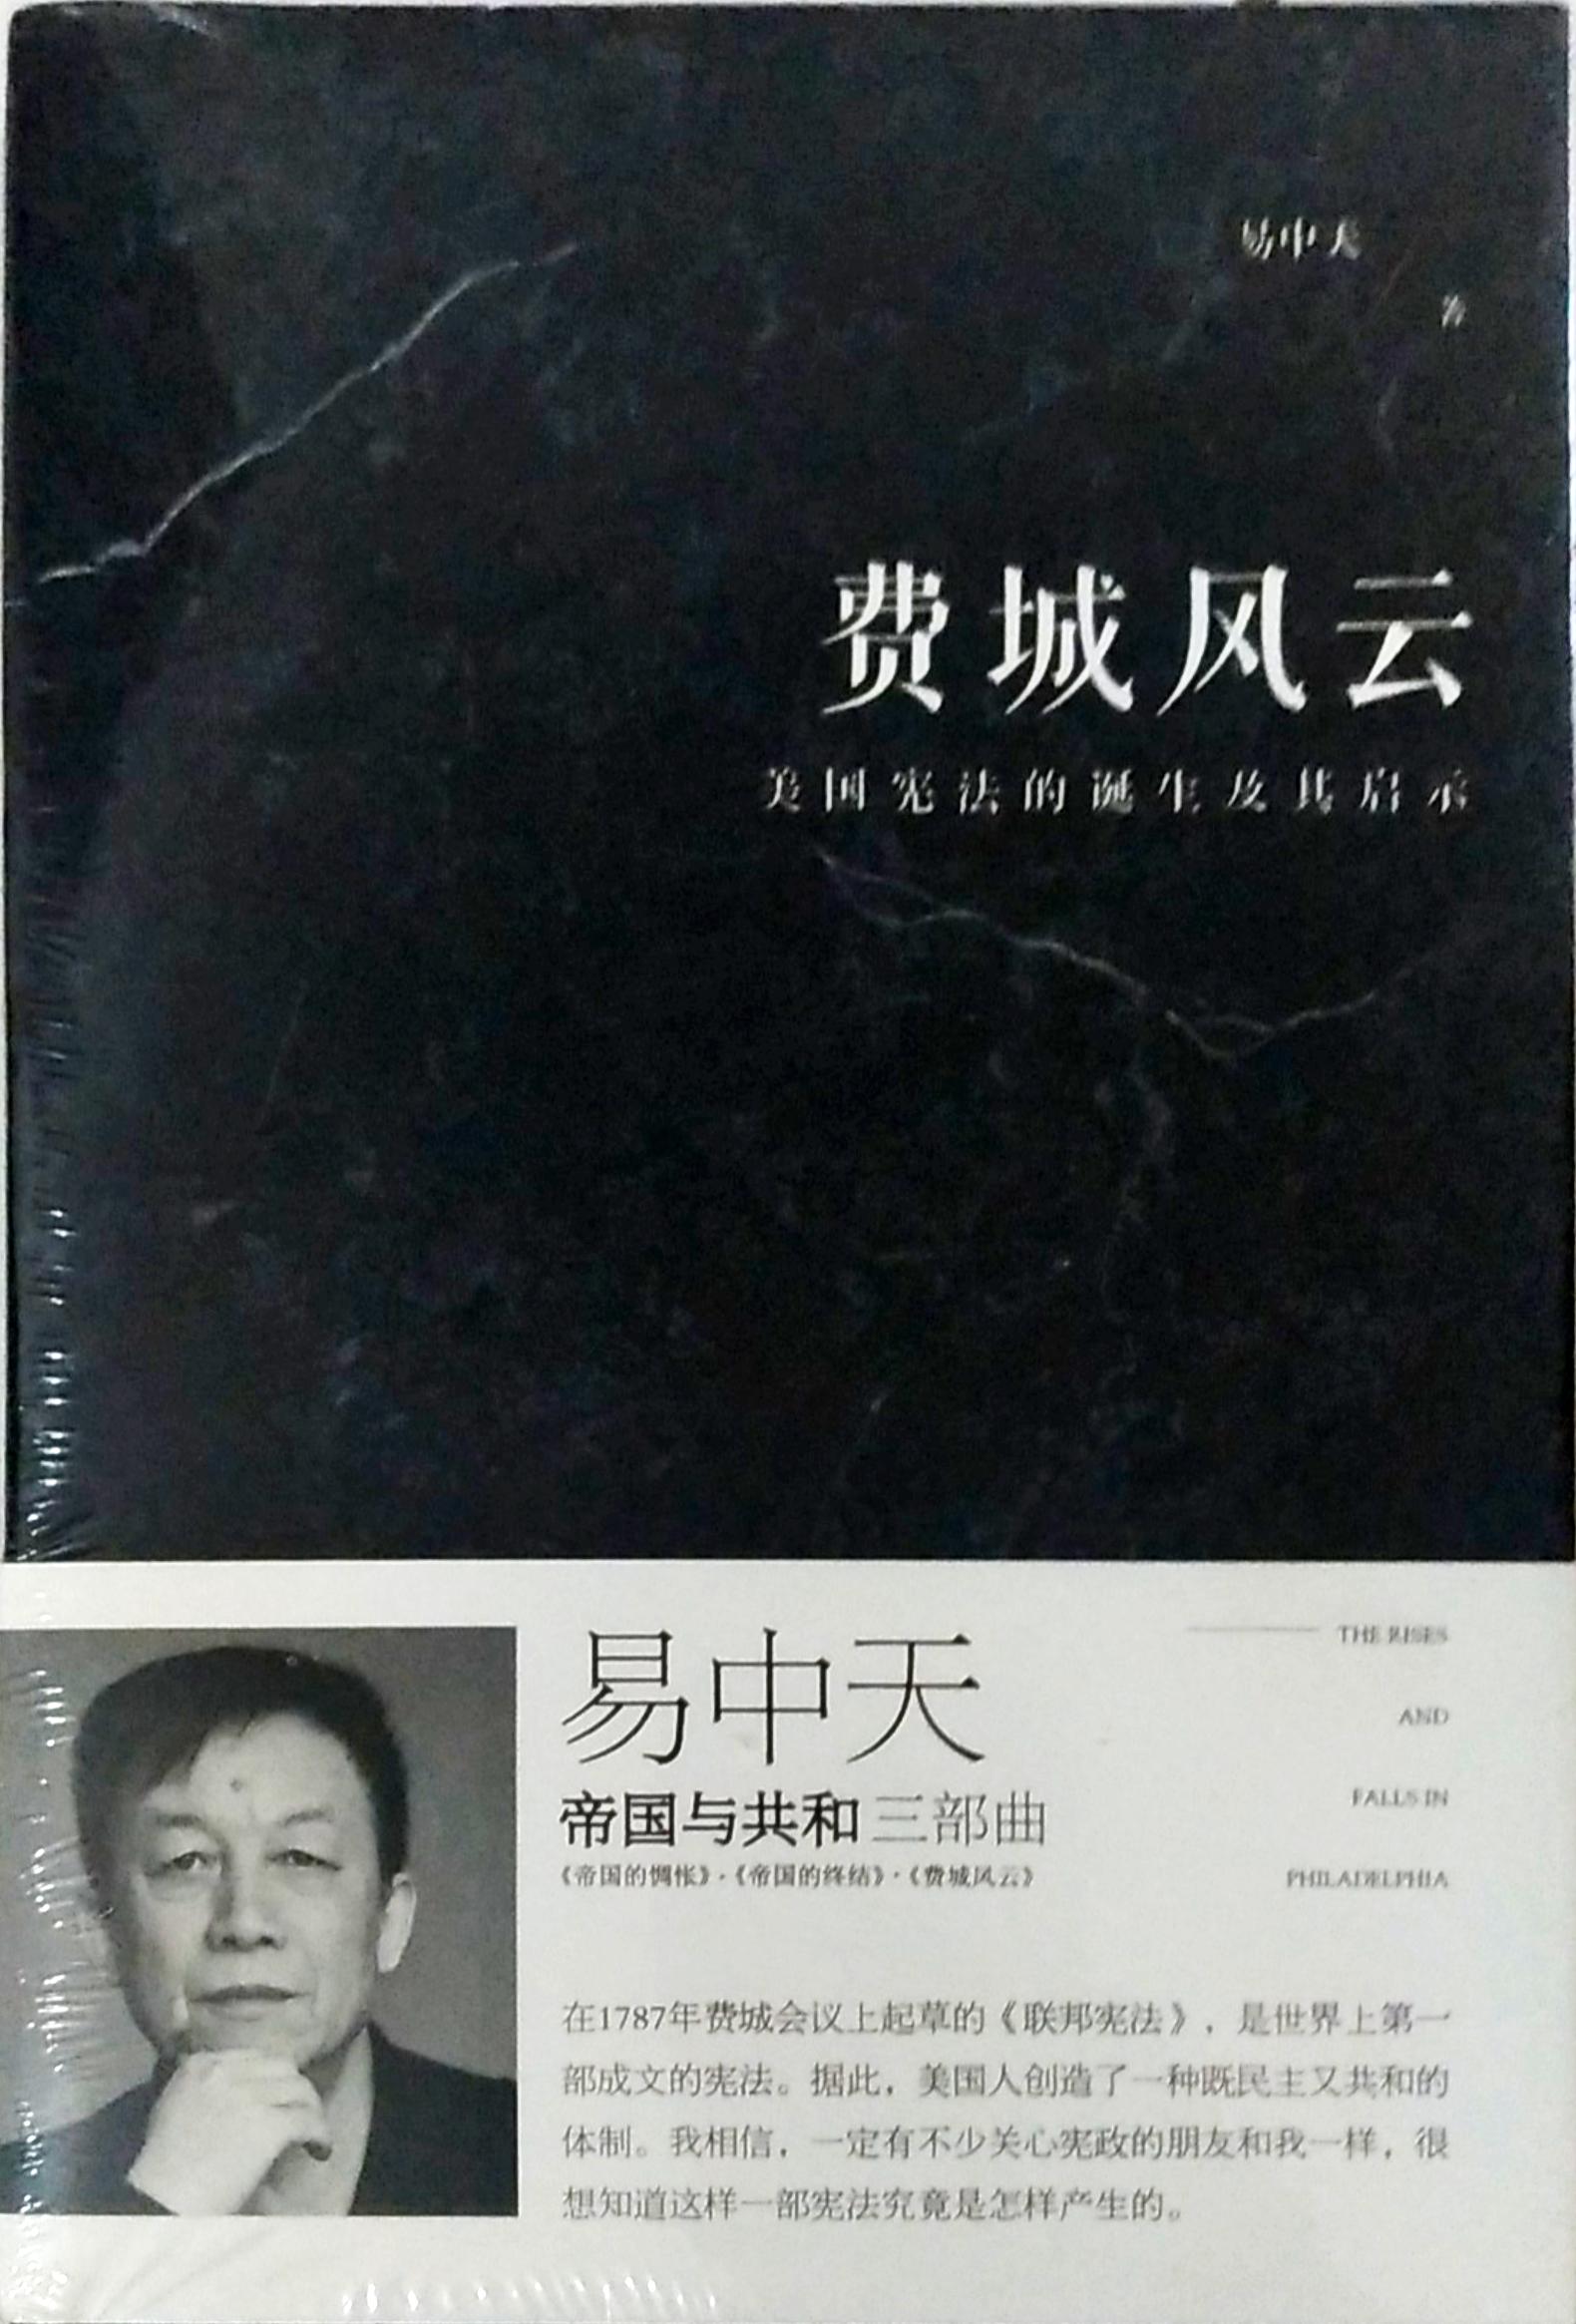 易中天
著
费城风云
美国宪法的诞生及其启示
易中天
帝国与共和三部曲
《帝国的惆怅》·《帝国的终结》·《费城风云》
THE RISES
AND
FALLS IN
PHILADELPHIA
在1787年费城会议上起草的《联邦宪法》，是世界上第一
部成文的宪法。据此，美国人创造了一种既民主又共和的
体制。我相信，一定有不少关心宪政的朋友和我一样，很
想知道这样一部宪法究竟是怎样产生的。